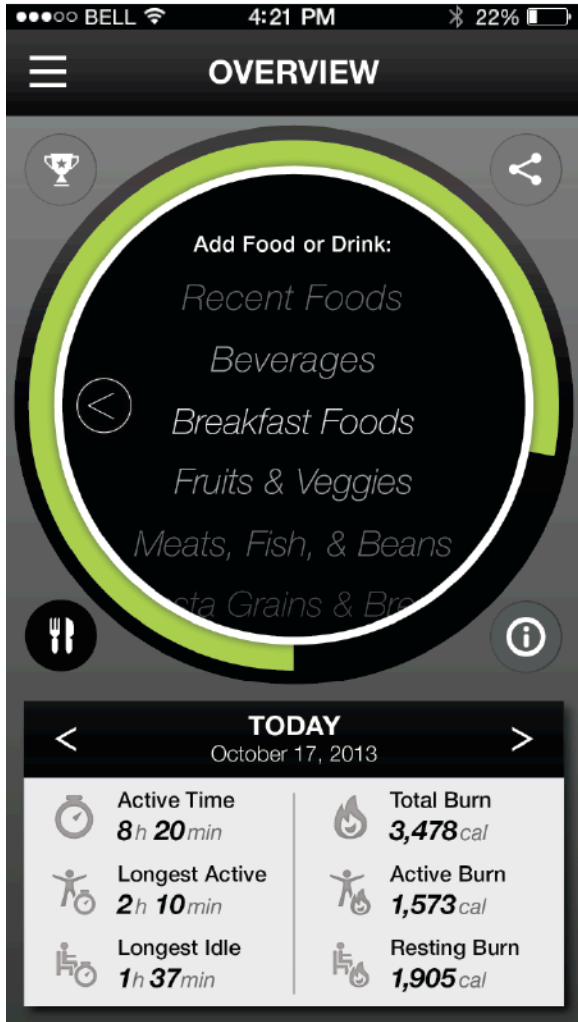 BELL 4:21 PM 22%
OVERVIEW
Add Food or Drink:
Recent Foods
Beverages
Breakfast Foods
Fruits & Veggies
Meats, Fish, & Beans
Grains &
< TODAY >
October 17, 2013
Active Time
8h 20min
Total Burn
3,478cal
Longest Active
2h 10min
Active Burn
1,573cal
Longest Idle
1h 37min
Resting Burn
1,905cal